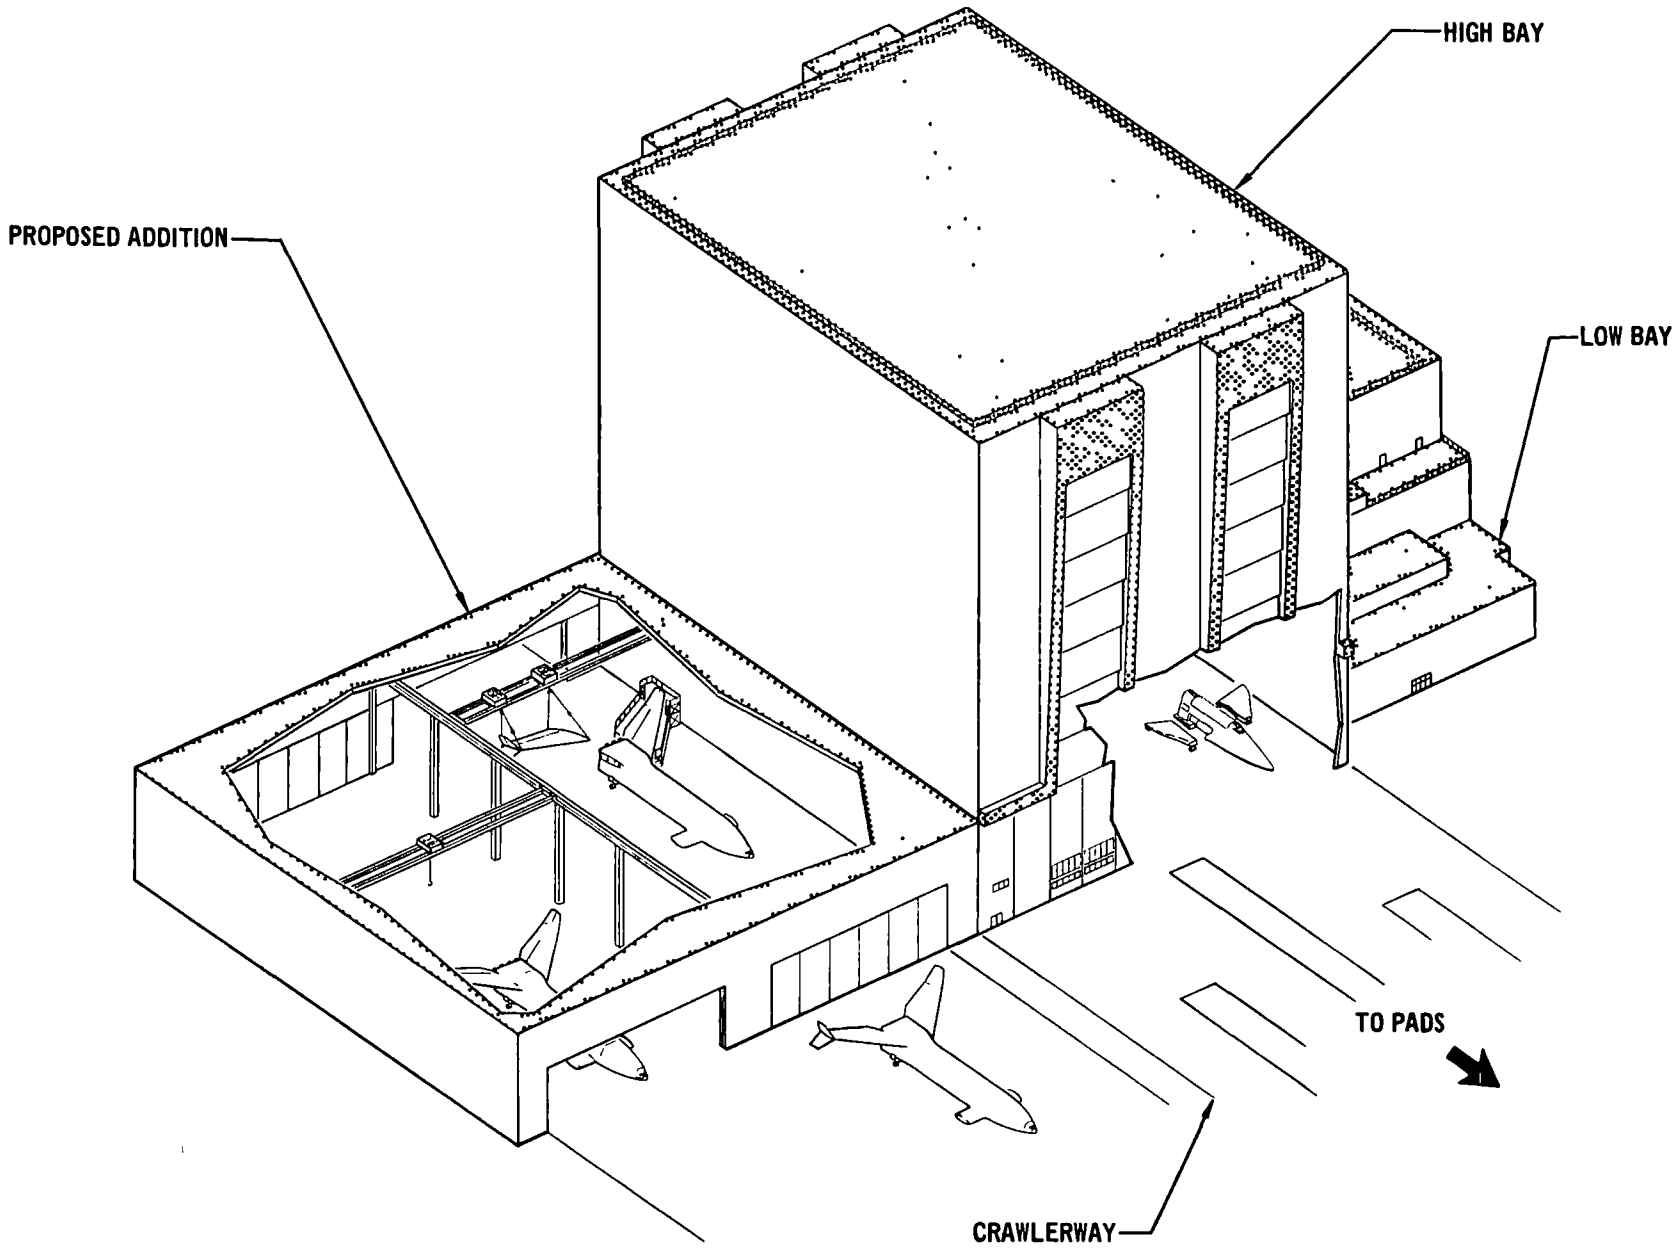 HIGH BAY
PROPOSED ADDITION
LOW BAY
TO PADS
CRAWLERWAY